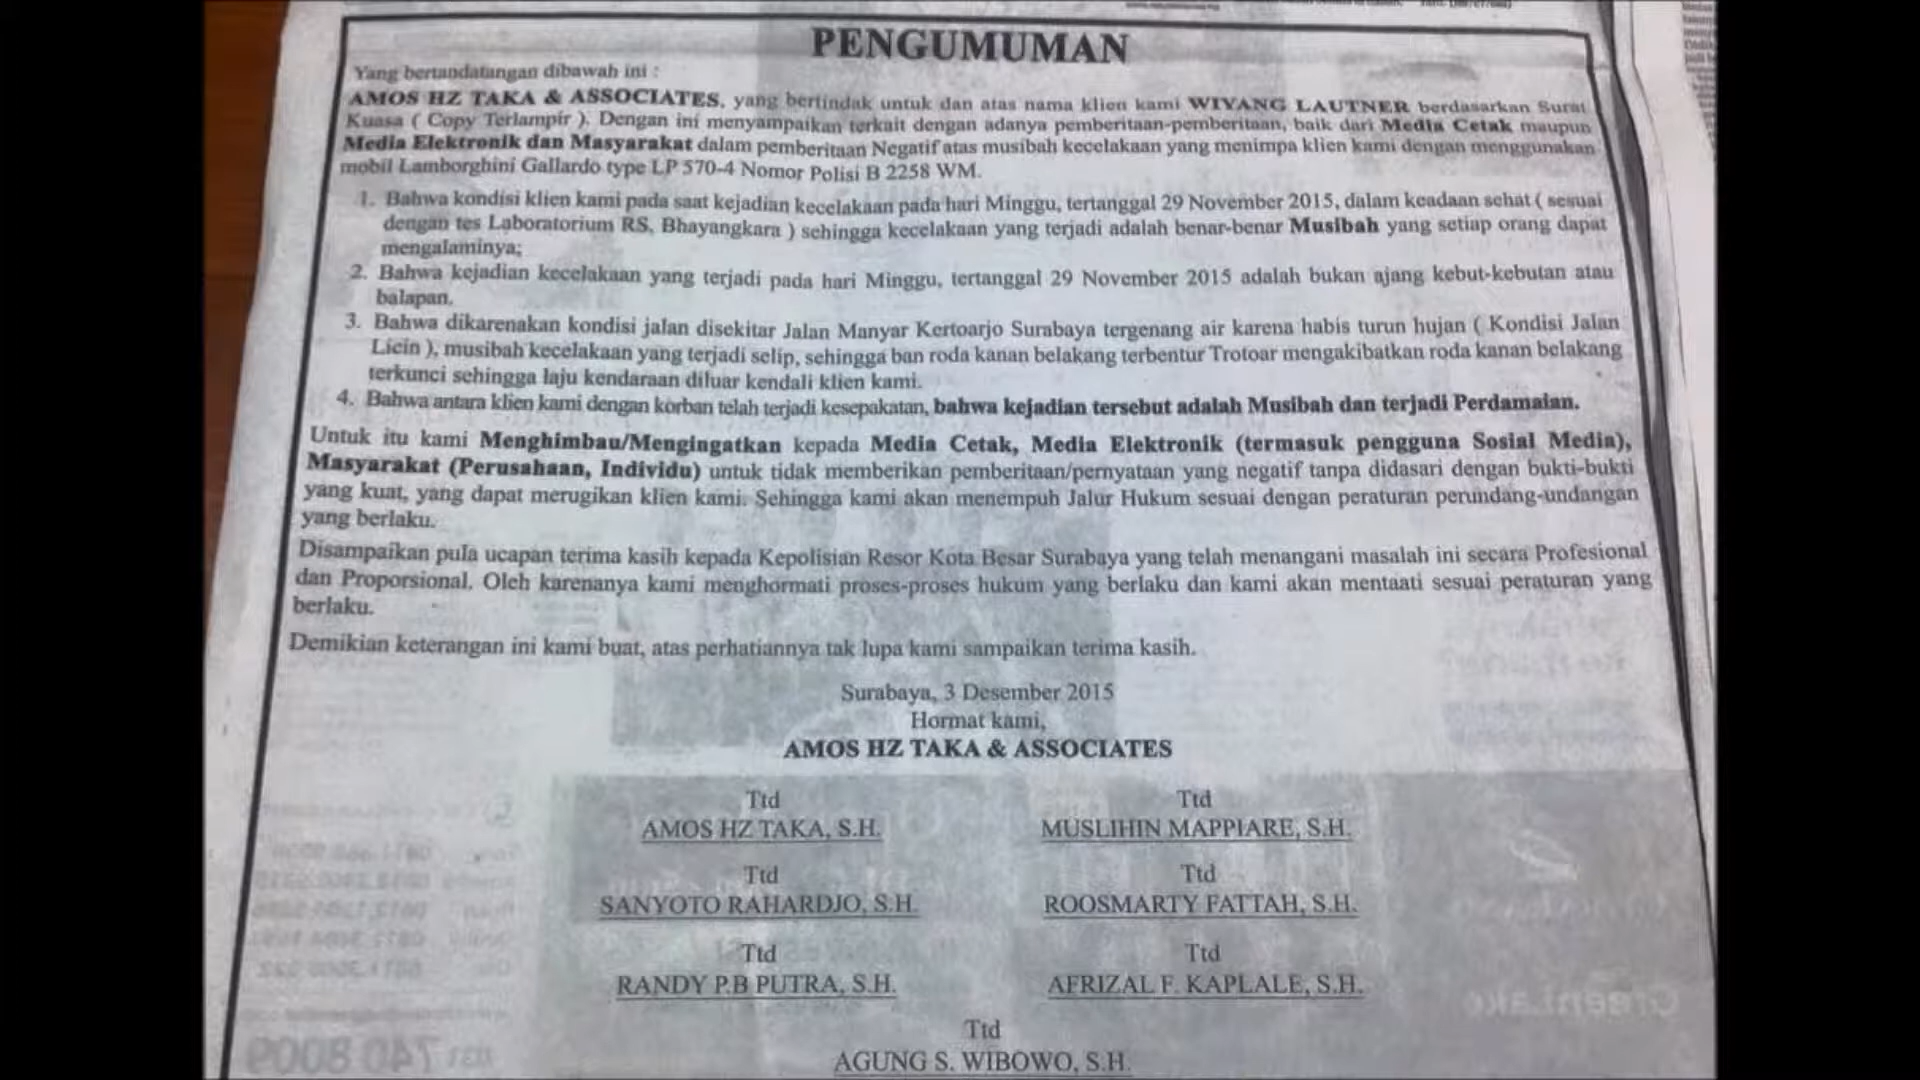 PENGUMUMAN
Yang bertandatangan dibawah ini :
AMOS HZ TAKA & ASSOCIATES, yang bertindak untuk dan atas nama klien kami WIYANG LAUTNER berdasarkan Surat
Kuasa ( Copy Terlampir ). Dengan ini menyampaikan terkait dengan adanya pemberitaan-pemberitaan, baik dari Media Cetak maupun
Media Elektronik dan Masyarakat dalam pemberitaan Negatif atas musibah kecelakaan yang menimpa klien kami dengan menggunakan
mobil Lamborghini Gallardo type LP 570-4 Nomor Polisi B 2258 WM.
1. Bahwa kondisi klien kami pada saat kejadian kecelakaan pada hari Minggu, tertanggal 29 November 2015, dalam keadaan sehat ( sesuai
dengan tes Laboratorium RS. Bhayangkara ) sehingga kecelakaan yang terjadi adalah benar-benar Musibah yang setiap orang dapat
mengalaminya;
2. Bahwa kejadian kecelakaan yang terjadi pada hari Minggu, tertanggal 29 November 2015 adalah bukan ajang kebut-kebutan atau
balapan.
3. Bahwa dikarenakan kondisi jalan disekitar Jalan Manyar Kertoarjo Surabaya tergenang air karena habis turun hujan ( Kondisi Jalan
Licin ), musibah kecelakaan yang terjadi selip, sehingga ban roda kanan belakang terbentur Trotoar mengakibatkan roda kanan belakang
terkunci sehingga laju kendaraan diluar kendali klien kami.
4. Bahwa antara klien kami dengan korban telah terjadi kesepakatan, bahwa kejadian tersebut adalah Musibah dan terjadi Perdamaian.
Untuk itu kami Menghimbau/Mengingatkan kepada Media Cetak, Media Elektronik (termasuk pengguna Sosial Media),
Masyarakat (Perusahaan, Individu) untuk tidak memberikan pemberitaan/pernyataan yang negatif tanpa didasari dengan bukti-bukti
yang kuat, yang dapat merugikan klien kami. Sehingga kami akan menempuh Jalur Hukum sesuai dengan peraturan perundang-undangan
yang berlaku.
Disampaikan pula ucapan terima kasih kepada Kepolisian Resor Kota Besar Surabaya yang telah menangani masalah ini secara Profesional
dan Proporsional. Oleh karenanya kami menghormati proses-proses hukum yang berlaku dan kami akan mentaati sesuai peraturan yang
berlaku.
Demikian keterangan ini kami buat, atas perhatiannya tak lupa kami sampaikan terima kasih.
Surabaya, 3 Desember 2015
Hormat kami,
AMOS HZ TAKA & ASSOCIATES
Ttd Ttd
AMOS HZ TAKA, S.H. MUSLIHIN MAPPIARE, S.H.
Ttd Ttd
SANYOTO RAHARDJO, S.H. ROOSMARTY FATTAH, S.H.
Ttd Ttd
RANDY P.B PUTRA, S.H. AFRIZAL F. KAPLALE, S.H.
Ttd
AGUNG S. WIBOWO, S.H.